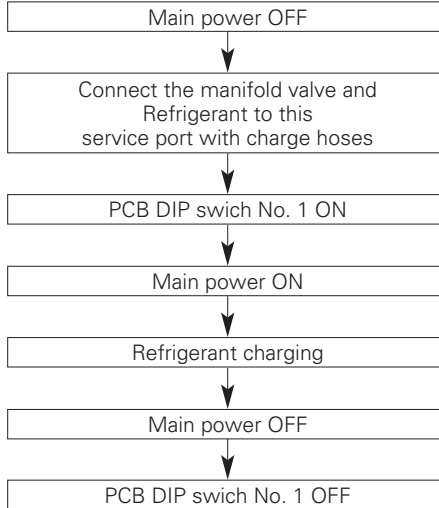 Main power OFF
Connect the manifold valve and
Refrigerant to this
service port with charge hoses
PCB DIP swich No. 1 ON
Main power ON
Refrigerant charging
Main power OFF
PCB DIP swich No. 1 OFF